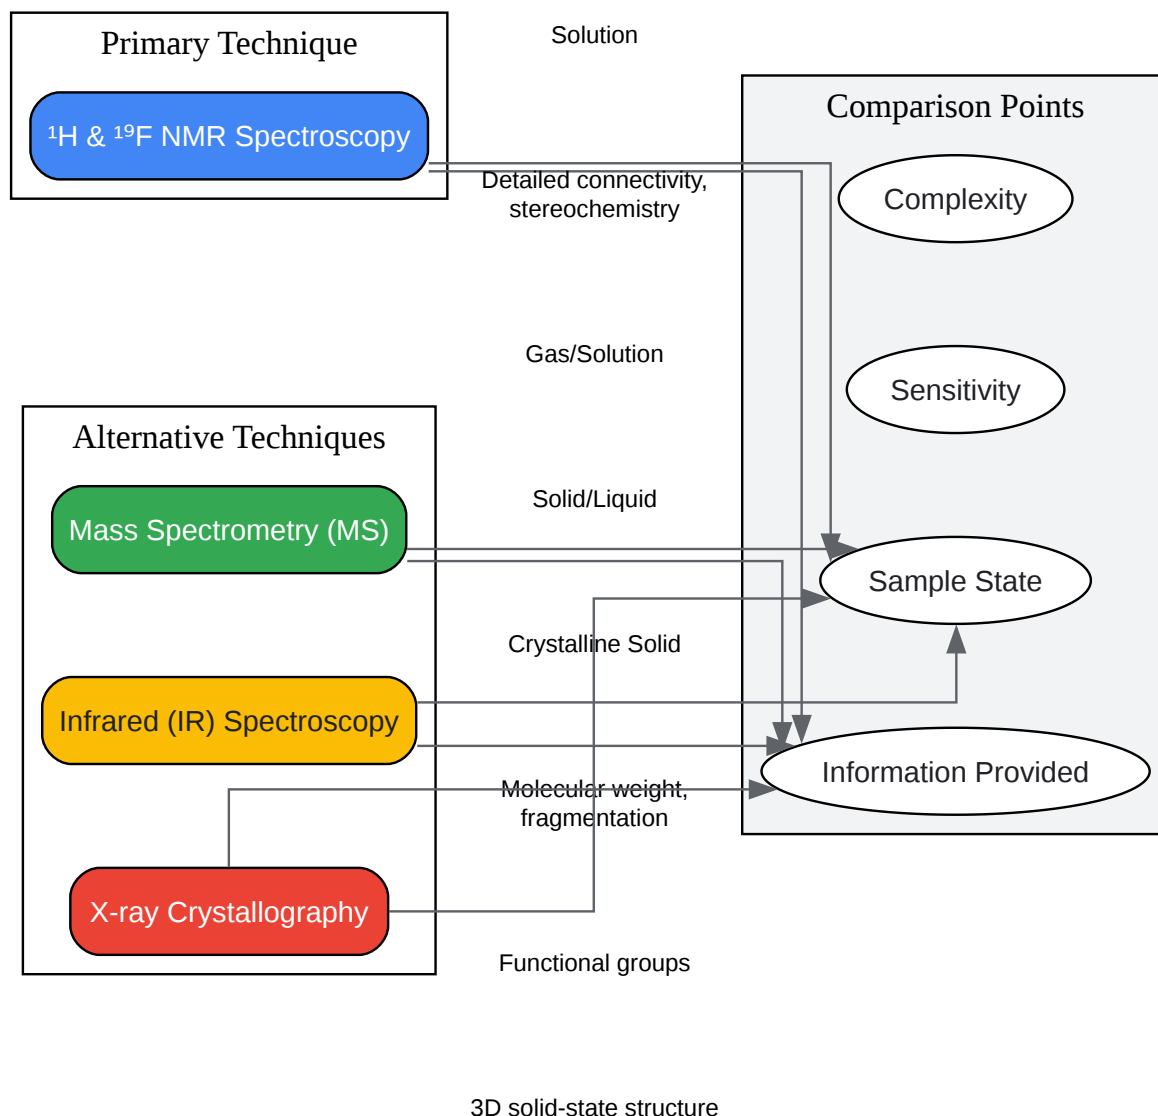 Primary Technique
¹H & ¹⁹F NMR Spectroscopy
Alternative Techniques
Mass Spectrometry (MS)
Infrared (IR) Spectroscopy
X-ray Crystallography
Solution
Detailed connectivity,
stereochemistry
Gas/Solution
Solid/Liquid
Crystalline Solid
Molecular weight,
fragmentation
Functional groups
3D solid-state structure
Comparison Points
Complexity
Sensitivity
Sample State
Information Provided